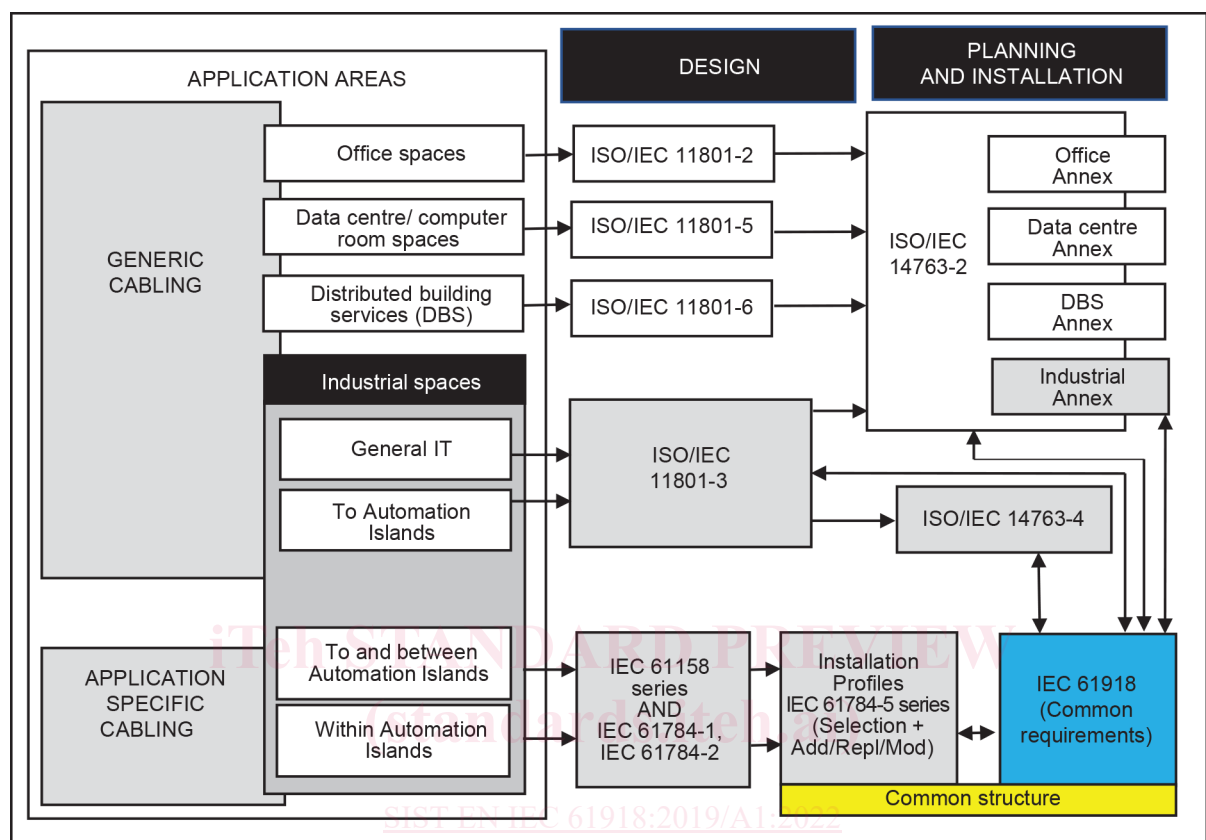 APPLICATION AREAS
DESIGN
PLANNING
AND INSTALLATION
GENERIC
CABLING
Office spaces
ISO/IEC 11801-2
Data centre/ computer
room spaces
ISO/IEC 11801-5
Distributed building
services (DBS)
ISO/IEC 11801-6
ISO/IEC
14763-2
Office
Annex
Data centre
Annex
DBS
Annex
Industrial
Annex
Industrial spaces
General IT
To Automation
Islands
ISO/IEC
11801-3
ISO/IEC 14763-4
iTeh STANDARD PREVIEW
(standards.iteh.ai)
APPLICATION
SPECIFIC
CABLING
To and between
Automation Islands
Within Automation
Islands
IEC 61158
series
AND
IEC 61784-1,
IEC 61784-2
Installation
Profiles
IEC 61784-5 series
(Selection +
Add/Repl/Mod)
IEC 61918
(Common
requirements)
Common structure
SIST EN IEC 61918:2019/A1:2022